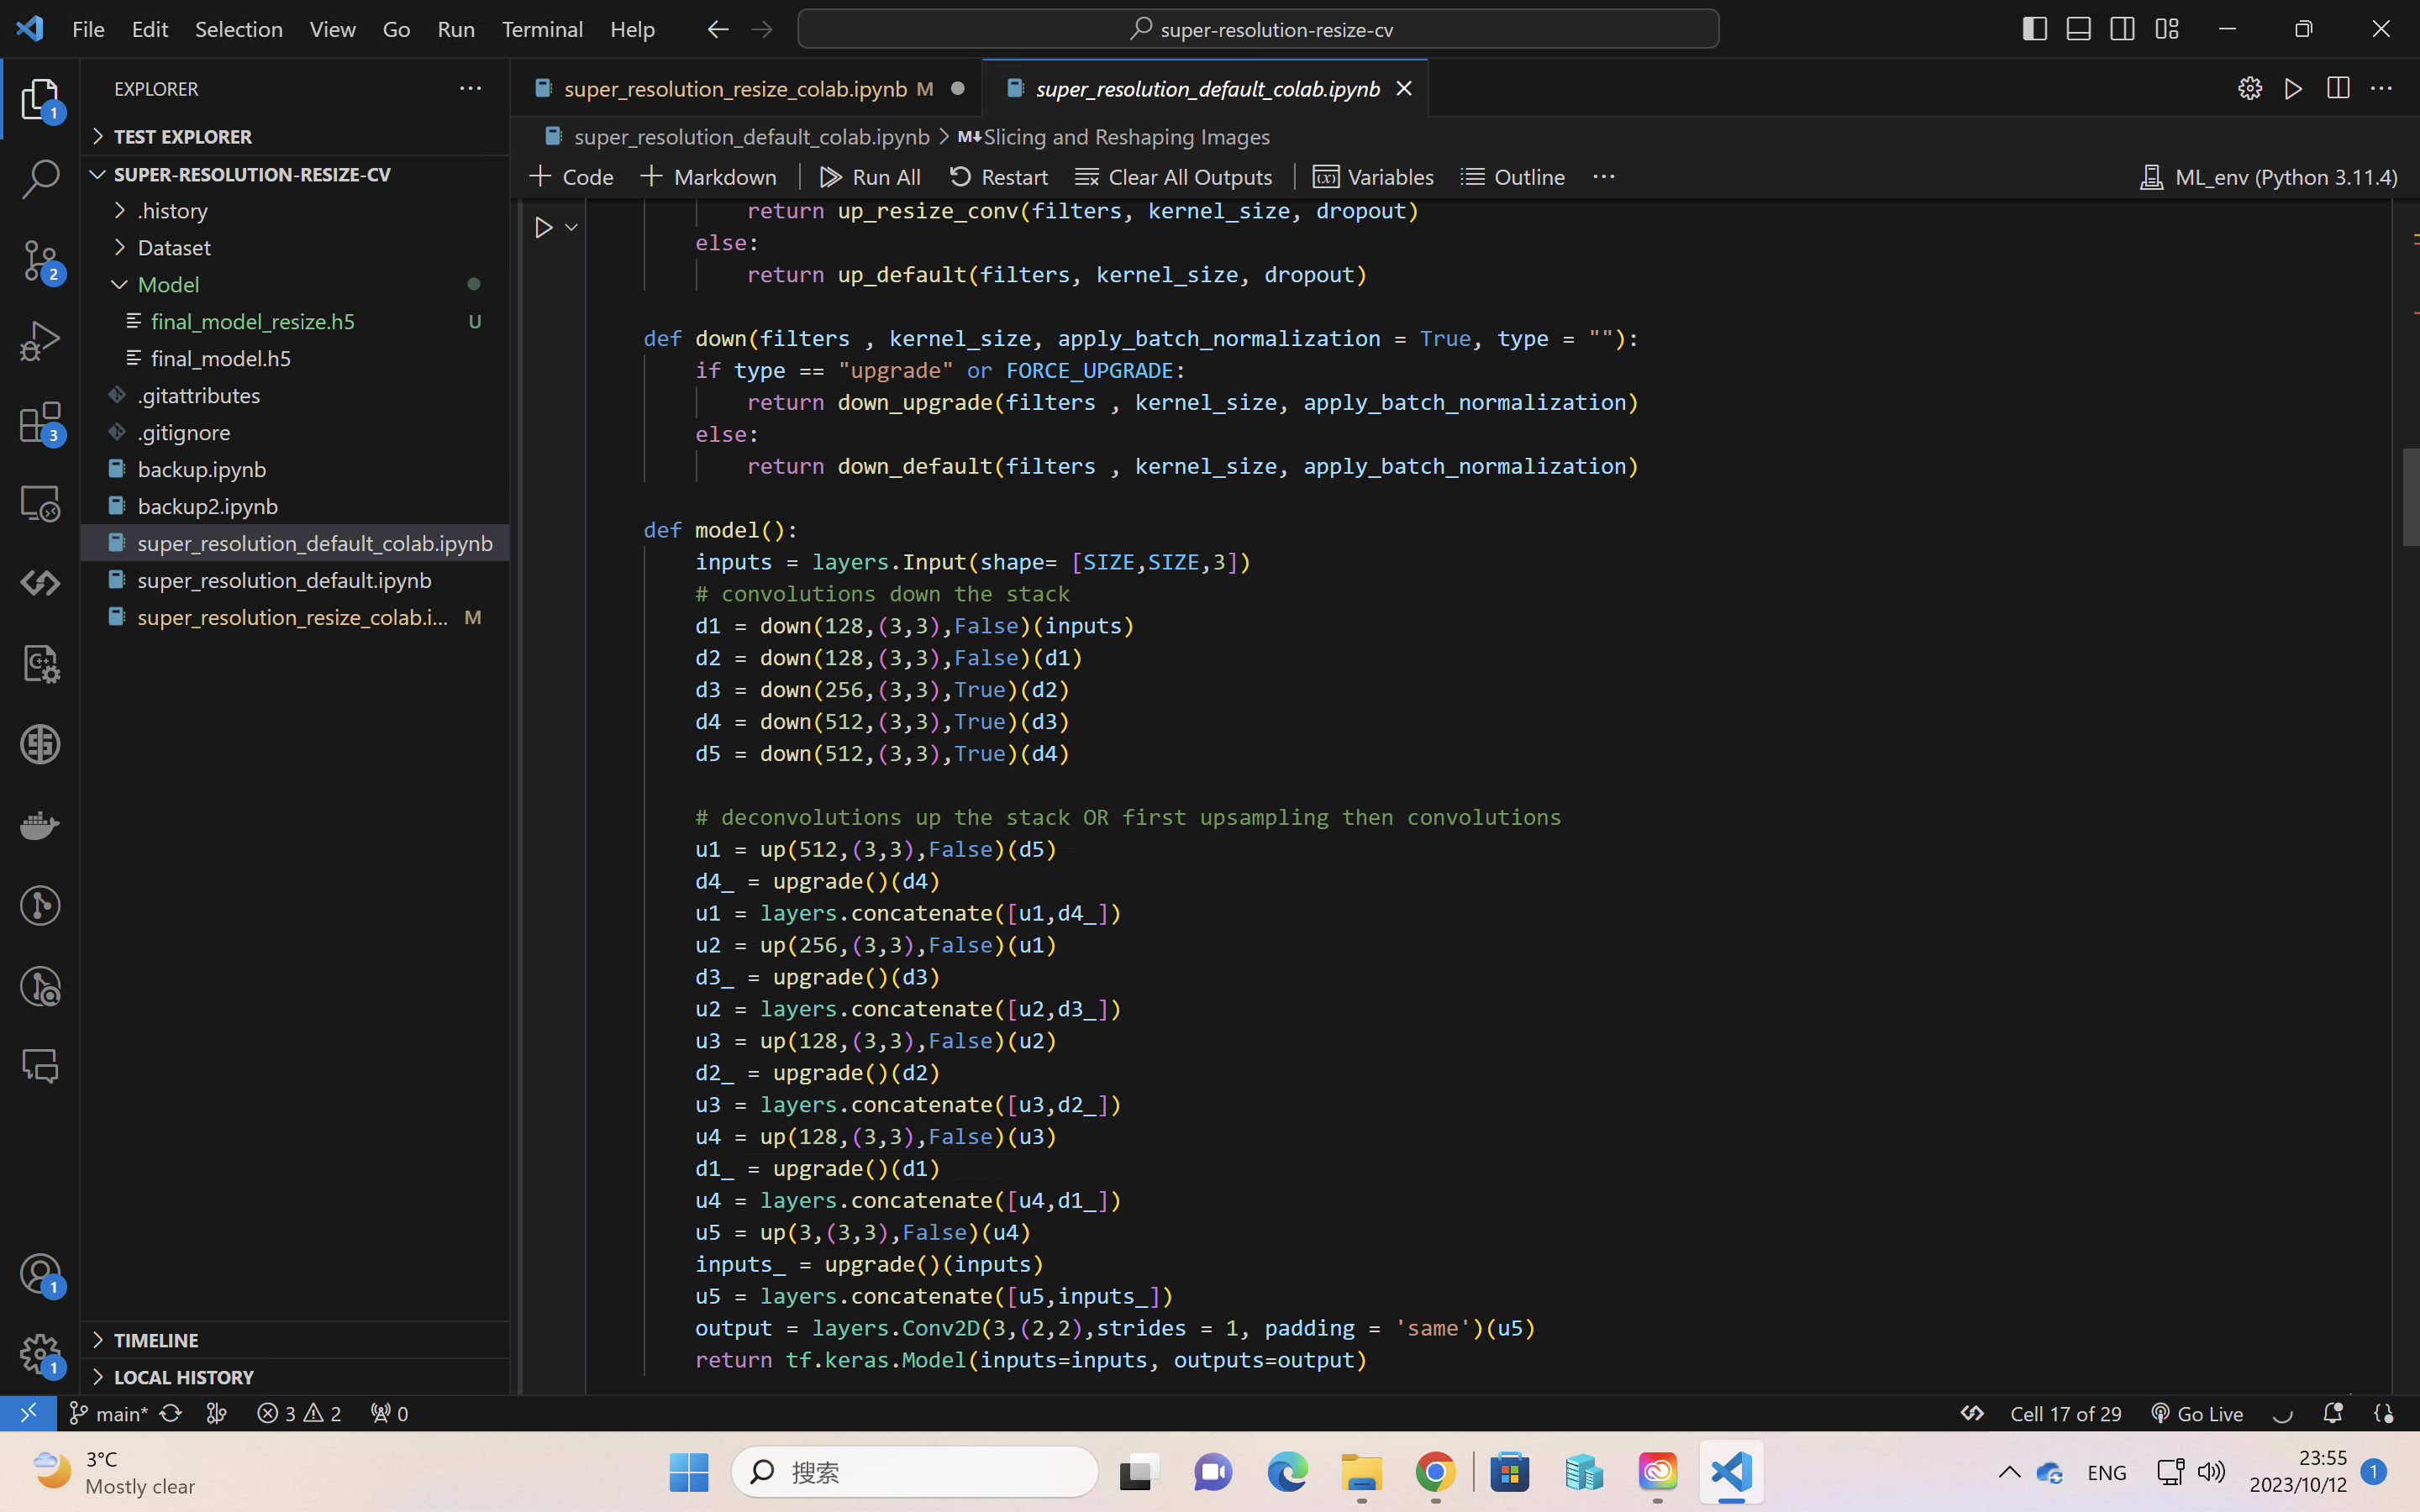 File Edit Selection View Go Run Terminal Help
super-resolution-resize-cv
EXPLORER
super_resolution_resize_colab.ipynb M
super_resolution_default_colab.ipynb
TEST EXPLORER
super_resolution_default_colab.ipynb > M↓Slicing and Reshaping Images
SUPER-RESOLUTION-RESIZE-CV
Code Markdown Run All Restart Clear All Outputs Variables Outline ML_env (Python 3.11.4)
.history
Dataset
Model
final_model_resize.h5 U
final_model.h5
.gitattributes
.gitignore
backup.ipynb
backup2.ipynb
super_resolution_default_colab.ipynb
super_resolution_default.ipynb
super_resolution_resize_colab.i... M
TIMELINE
LOCAL HISTORY
1
2
3
1
1
return up_resize_conv(filters, kernel_size, dropout)
else:
return up_default(filters, kernel_size, dropout)
def down(filters , kernel_size, apply_batch_normalization = True, type = ""):
if type == "upgrade" or FORCE_UPGRADE:
return down_upgrade(filters , kernel_size, apply_batch_normalization)
else:
return down_default(filters , kernel_size, apply_batch_normalization)
def model():
inputs = layers.Input(shape= [SIZE,SIZE,3])
# convolutions down the stack
d1 = down(128,(3,3),False)(inputs)
d2 = down(128,(3,3),False)(d1)
d3 = down(256,(3,3),True)(d2)
d4 = down(512,(3,3),True)(d3)
d5 = down(512,(3,3),True)(d4)
# deconvolutions up the stack OR first upsampling then convolutions
u1 = up(512,(3,3),False)(d5)
d4_ = upgrade()(d4)
u1 = layers.concatenate([u1,d4_])
u2 = up(256,(3,3),False)(u1)
d3_ = upgrade()(d3)
u2 = layers.concatenate([u2,d3_])
u3 = up(128,(3,3),False)(u2)
d2_ = upgrade()(d2)
u3 = layers.concatenate([u3,d2_])
u4 = up(128,(3,3),False)(u3)
d1_ = upgrade()(d1)
u4 = layers.concatenate([u4,d1_])
u5 = up(3,(3,3),False)(u4)
inputs_ = upgrade()(inputs)
u5 = layers.concatenate([u5,inputs_])
output = layers.Conv2D(3,(2,2),strides = 1, padding = 'same')(u5)
return tf.keras.Model(inputs=inputs, outputs=output)
main* 3 2 0 Cell 17 of 29 Go Live
3°C
Mostly clear
搜索
ENG
23:55
2023/10/12
1